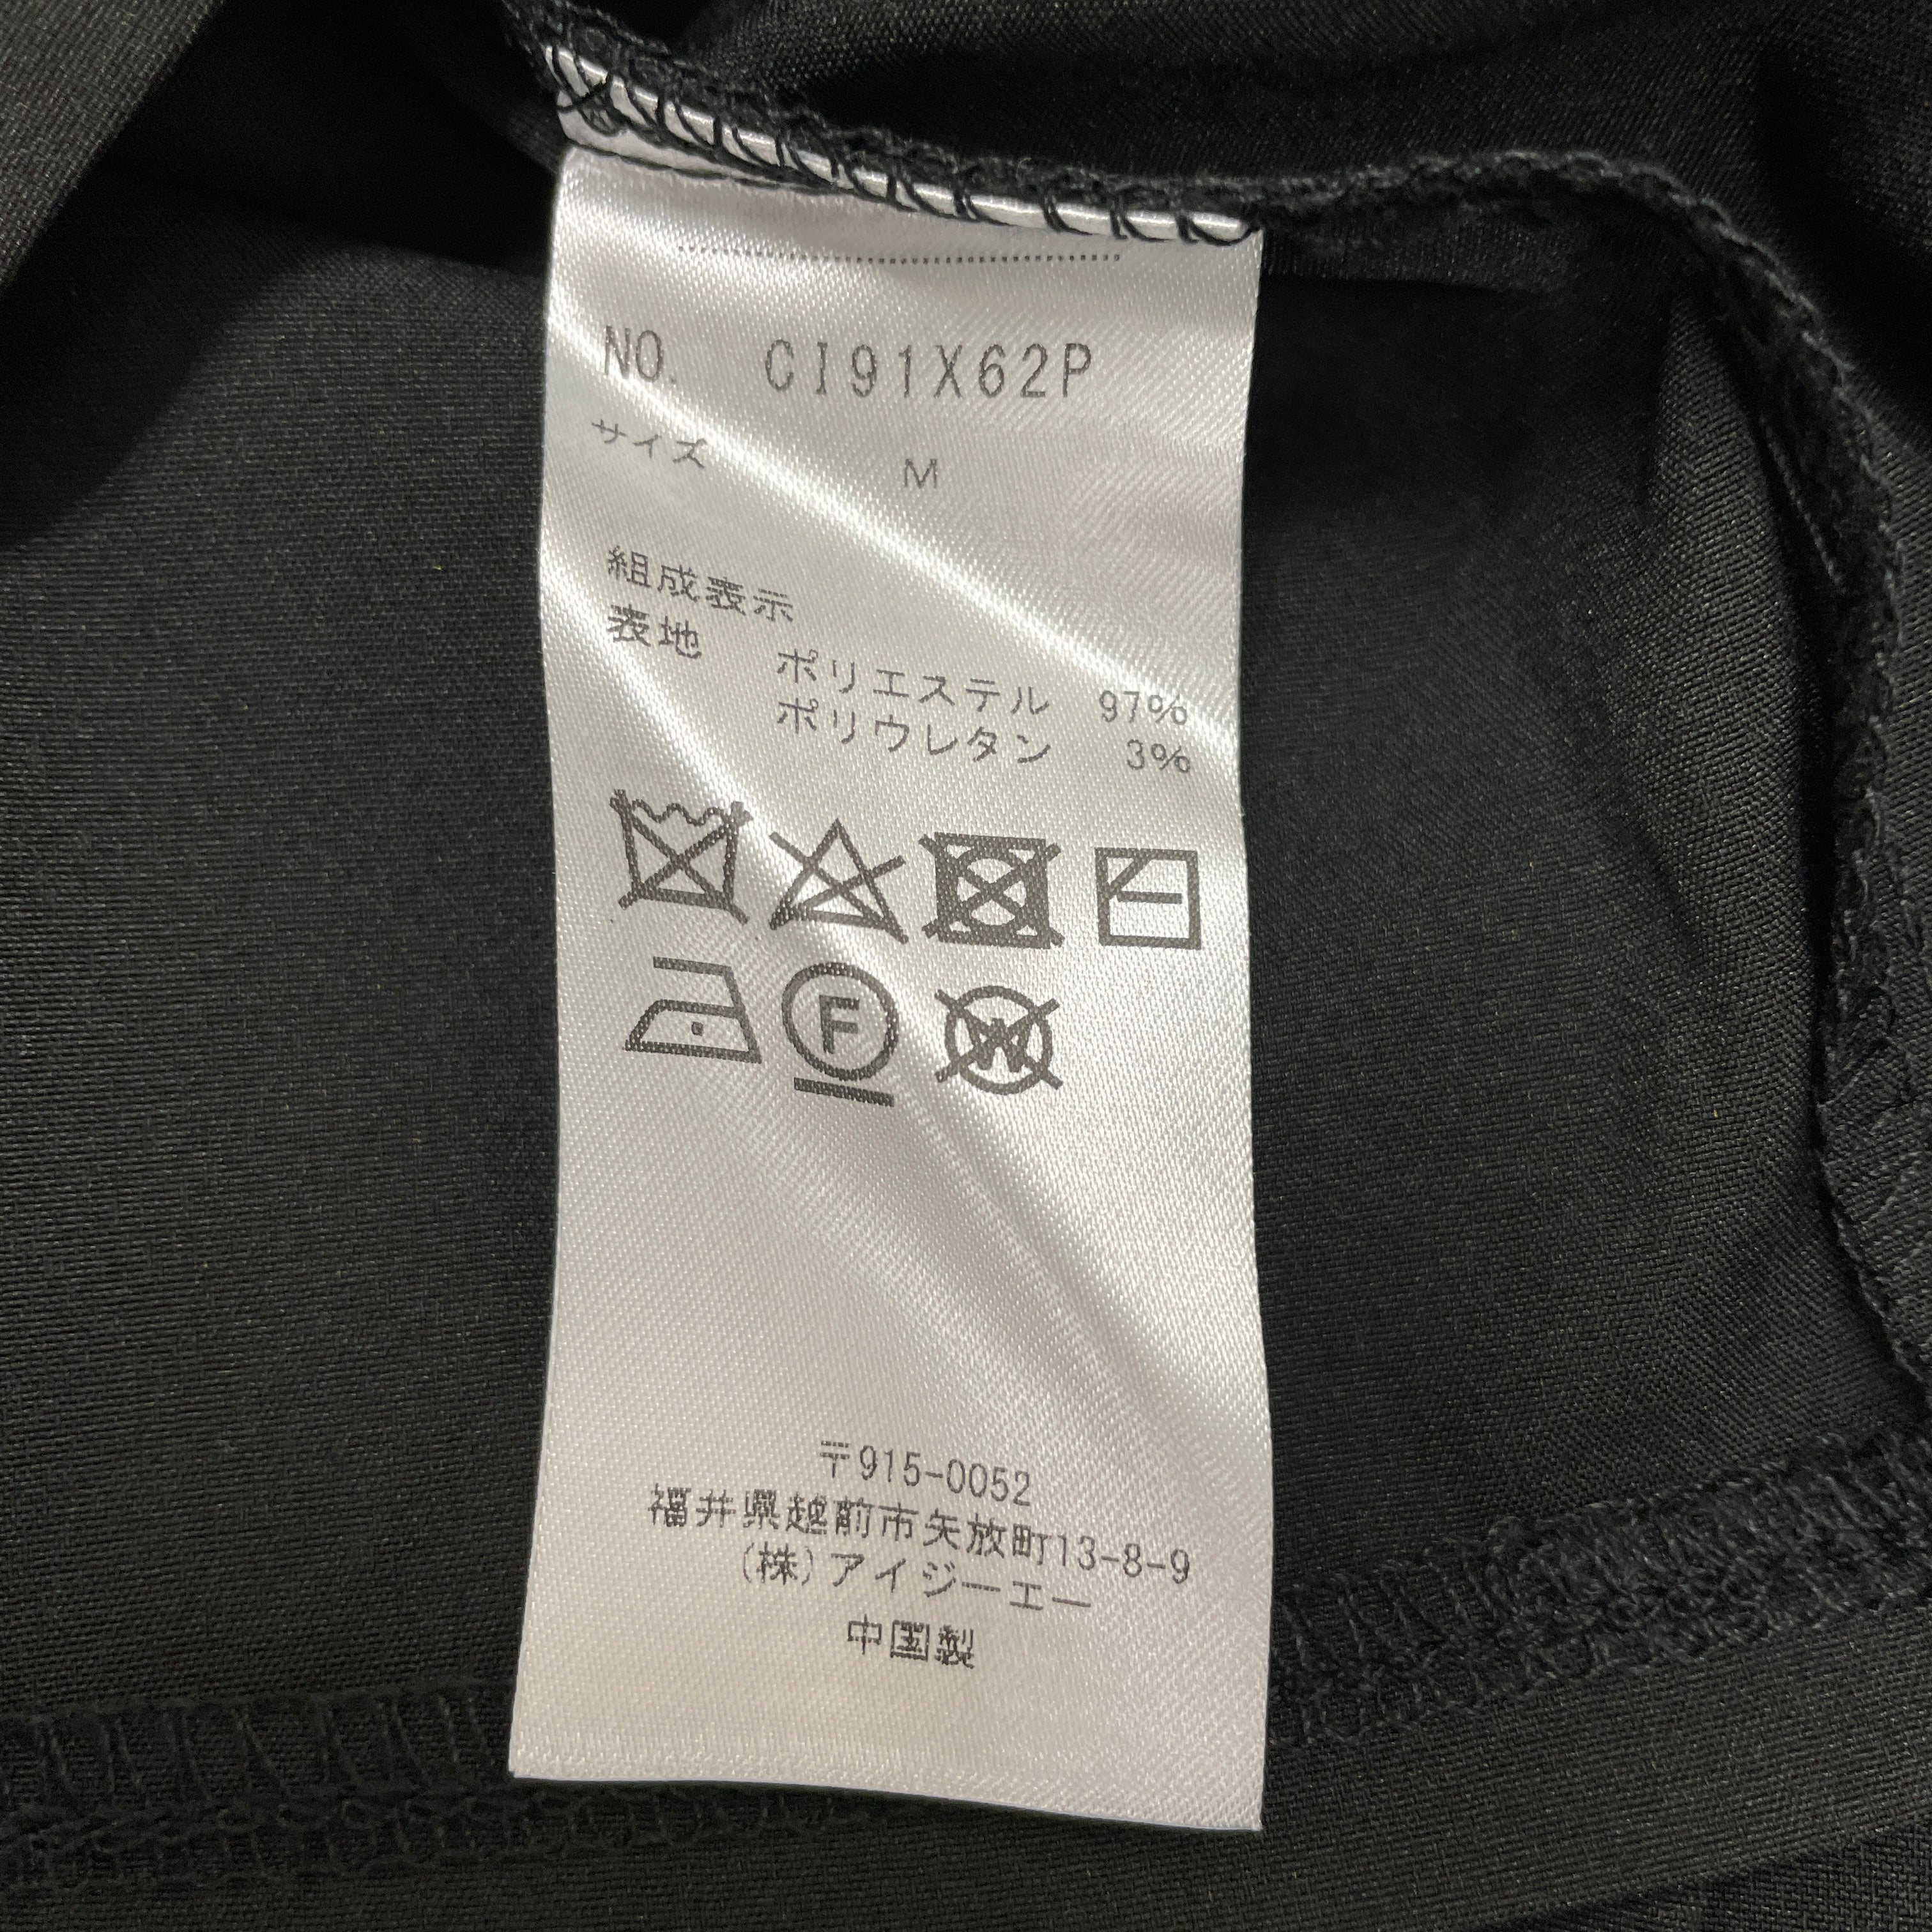 NO. CI91X62P
サイズ M
組成表示
表地 ポリエステル 97%
ポリウレタン 3%
F
W
〒915-0052
福井県越前市矢放町13-8-9
(株)アイジーエー
中国製